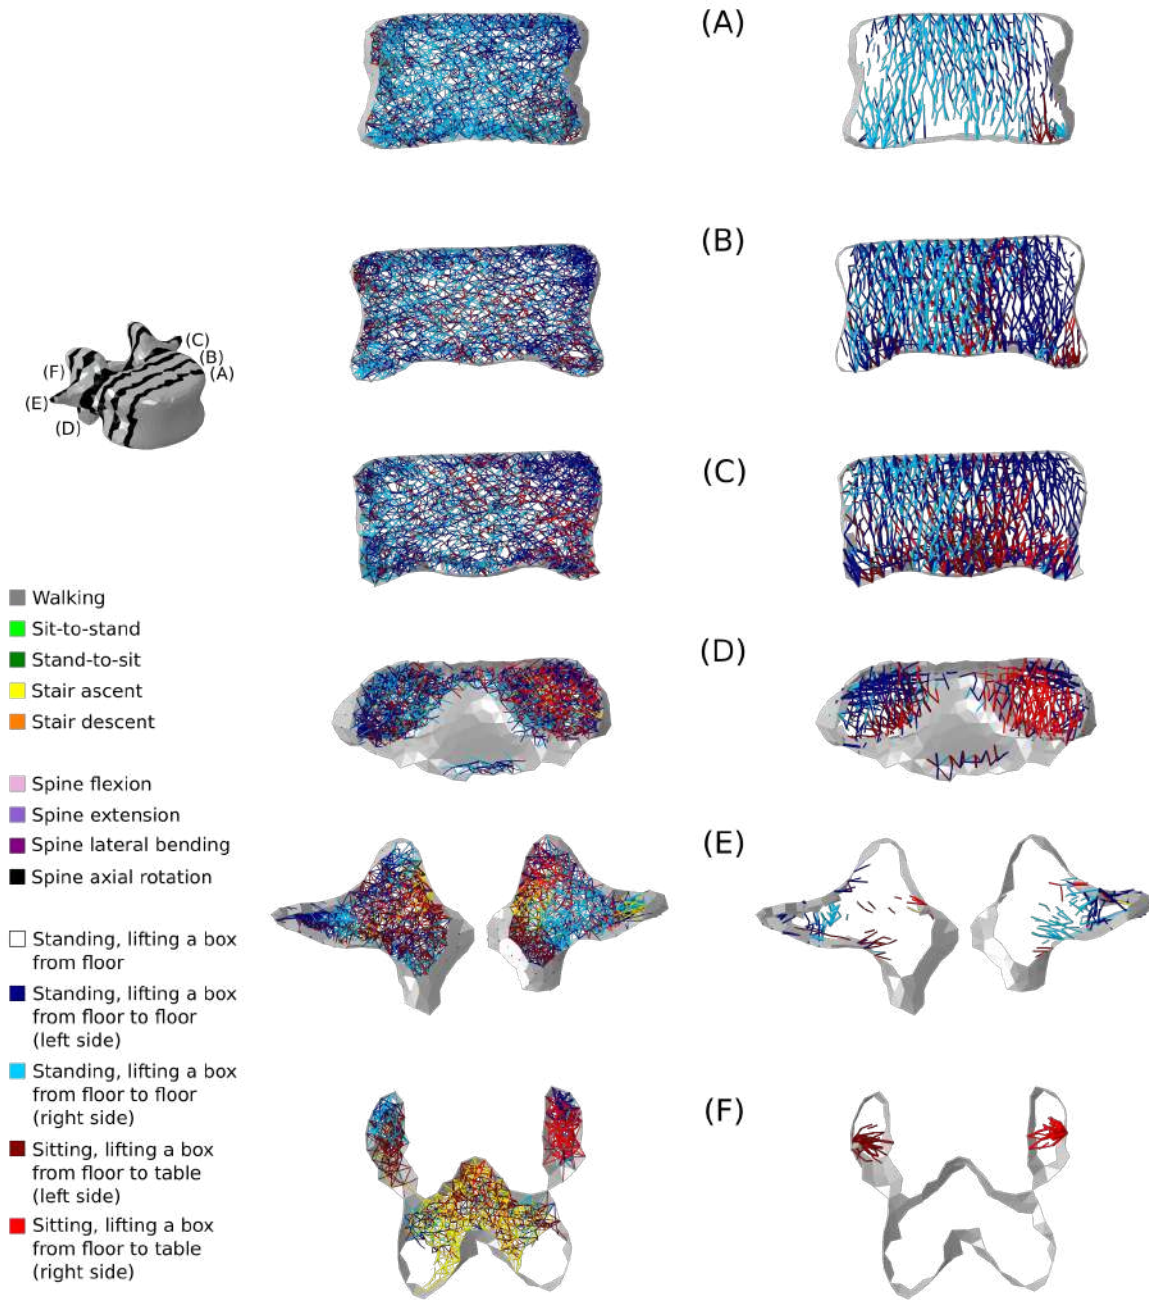 (A)
(B)
(C)
(B)
(A)
(F)
(E)
(D)
(C)
Walking
Sit-to-stand
Stand-to-sit
Stair ascent
Stair descent
(D)
Spine flexion
Spine extension
Spine lateral bending
Spine axial rotation
(E)
Standing, lifting a box
from floor
Standing, lifting a box
from floor to floor
(left side)
Standing, lifting a box
from floor to floor
(right side)
Sitting, lifting a box
from floor to table
(left side)
Sitting, lifting a box
from floor to table
(right side)
(F)